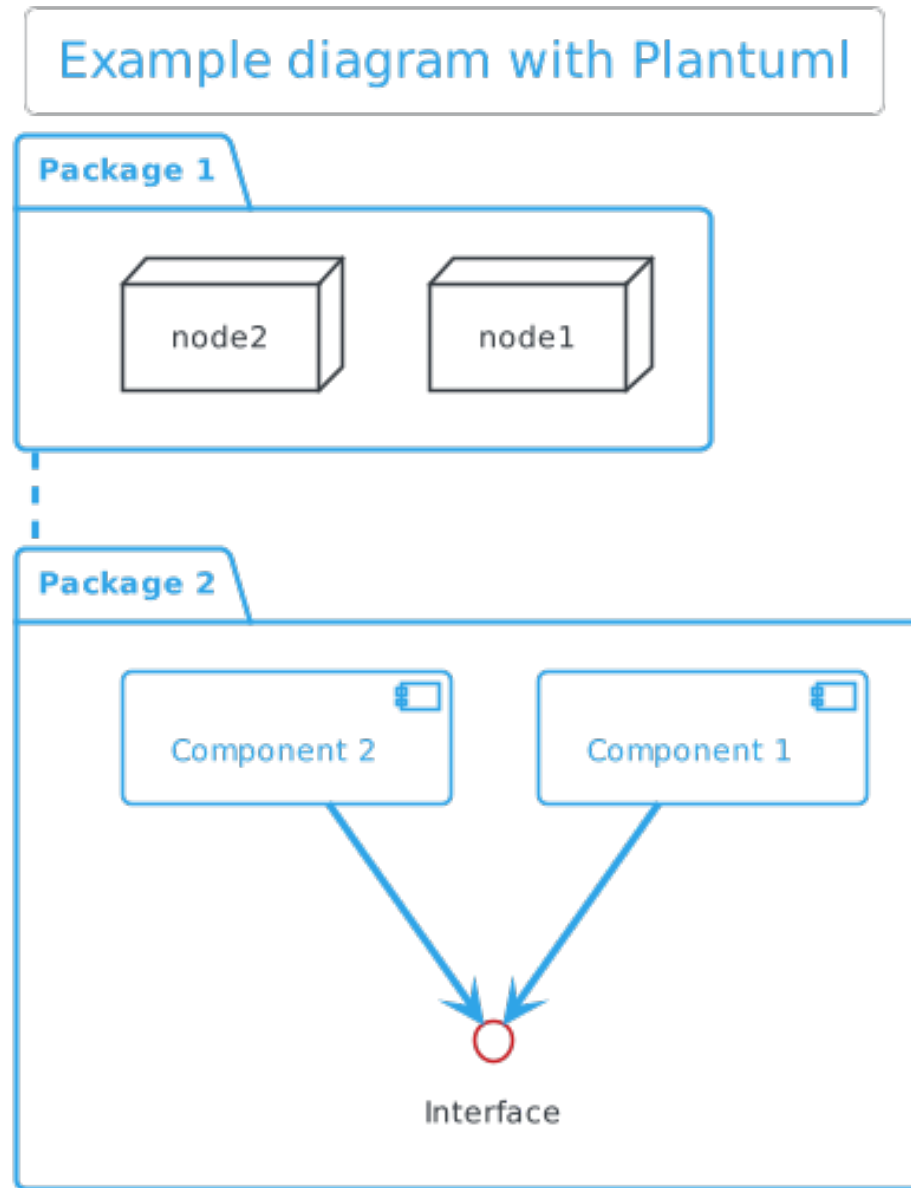 Example diagram with Plantuml
Package 1
node2
node1
Package 2
Component 2
Component 1
Interface